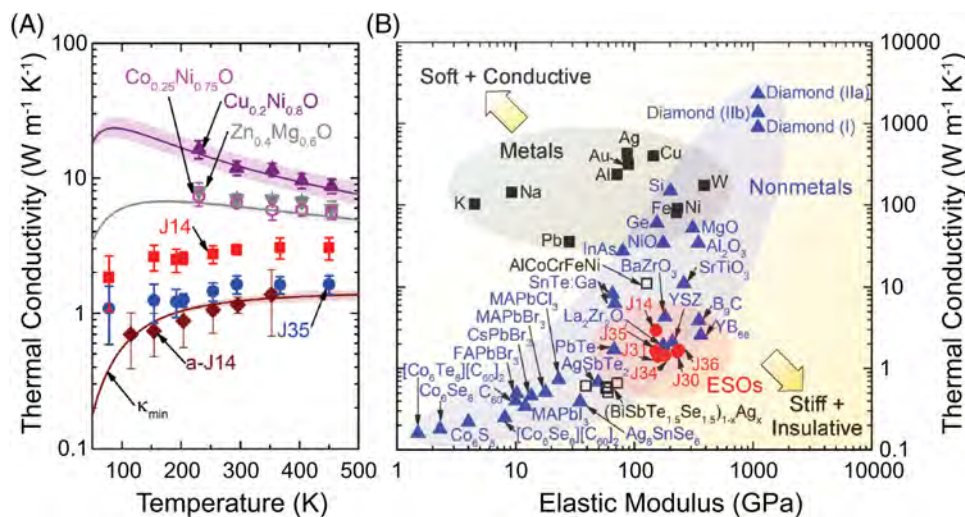 (A)
Thermal Conductivity (W m⁻¹ K⁻¹)
100
10
1
0.1
Co₀.₂₅Ni₀.₇₅O
Cu₀.₂Ni₀.₈O
Zn₀.₄Mg₀.₆O
J14
J35
a-J14
κmin
100 200 300 400 500
Temperature (K)
(B)
Soft + Conductive
Metals
Ag
Au
Cu
Al
K
Na
W
Pb
Fe
Ni
Diamond (IIa)
Diamond (IIb)
Diamond (I)
Nonmetals
Si
Ge
MgO
NiO
Al₂O₃
InAs
AlCoCrFeNi
BaZrO₃
SrTiO₃
SnTe:Ga
MAPbCl₃
J14
YSZ
La₂Zr₂O
B₉C
MAPbBr₃
J35
YB₆₆
CsPbBr₃
PbTe
J31
J36
FAPbBr₃
AgSbTe₂
J34
J30
ESOs
[Co₆Te₈][C₆₀]₂
C₆₀
Co₆Se₈
MAPbI₃
(BiSbTe₁.₅Se₁.₅)₁₋ₓAgₓ
Co₆S₈
[Co₆Se₈][C₆₀]₂
Ag₈SnSe₆
Stiff +
Insulative
10000
1000
100
10
1
0.1
Thermal Conductivity (W m⁻¹ K⁻¹)
1 10 100 1000 10000
Elastic Modulus (GPa)